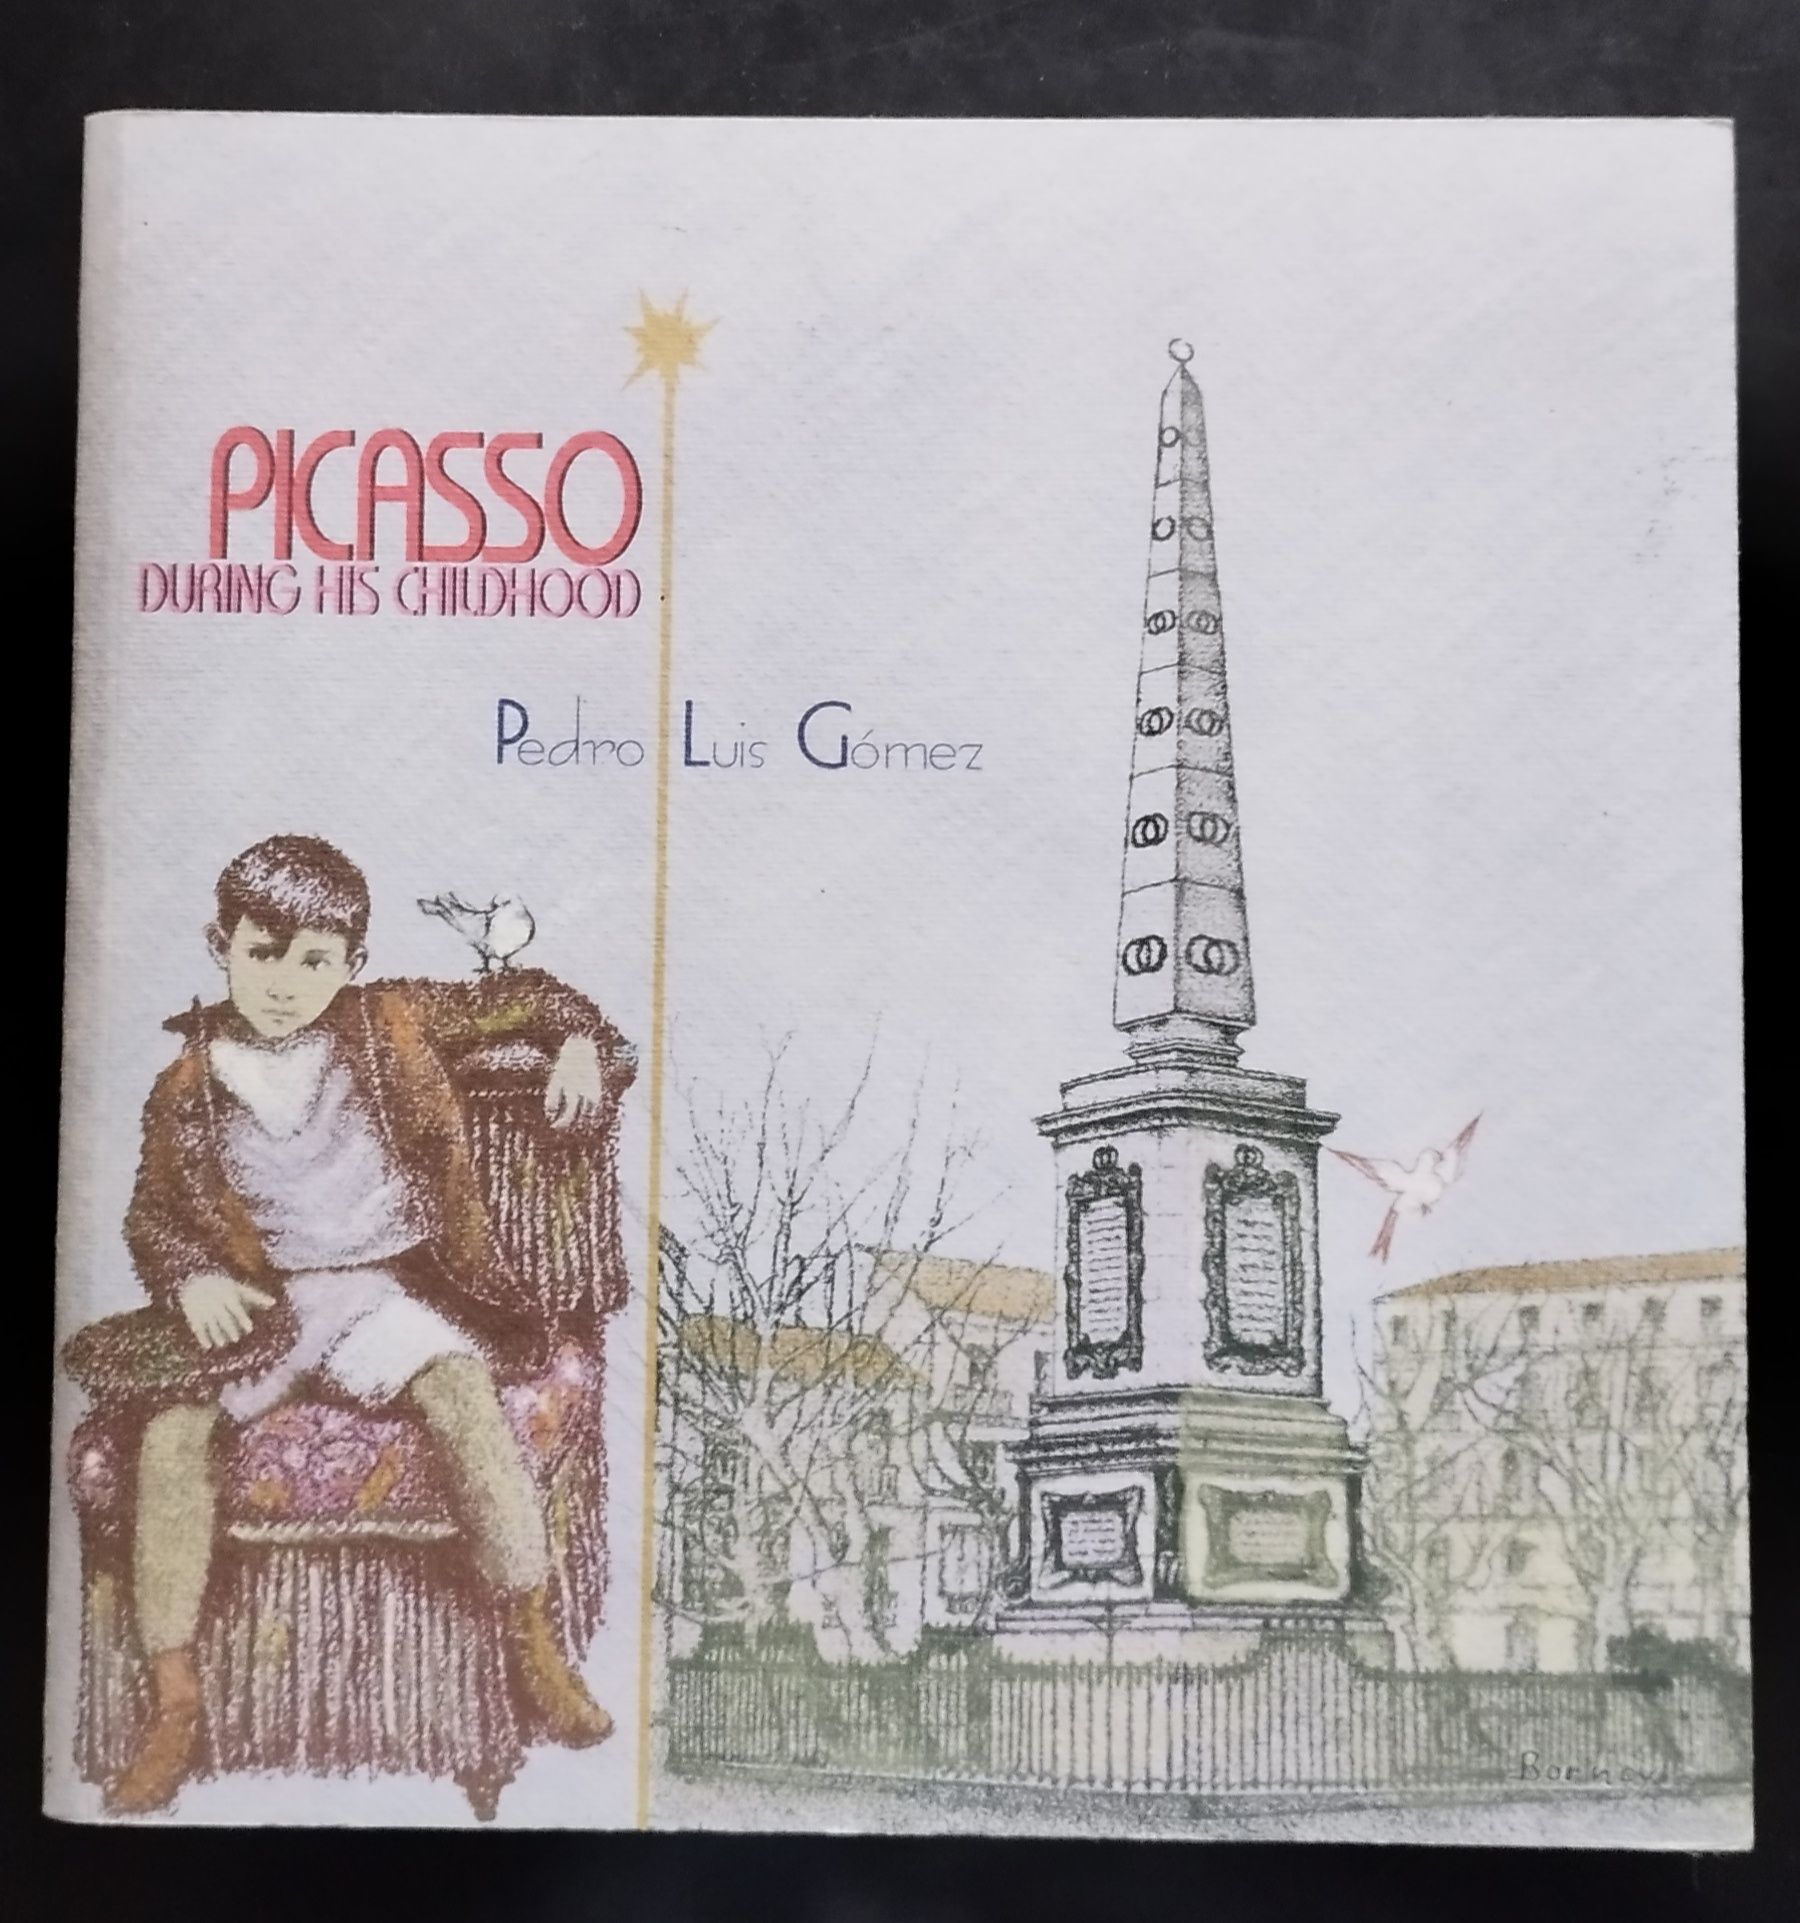 PICASSO
DURING HIS CHILDHOOD
Pedro Luis Gómez